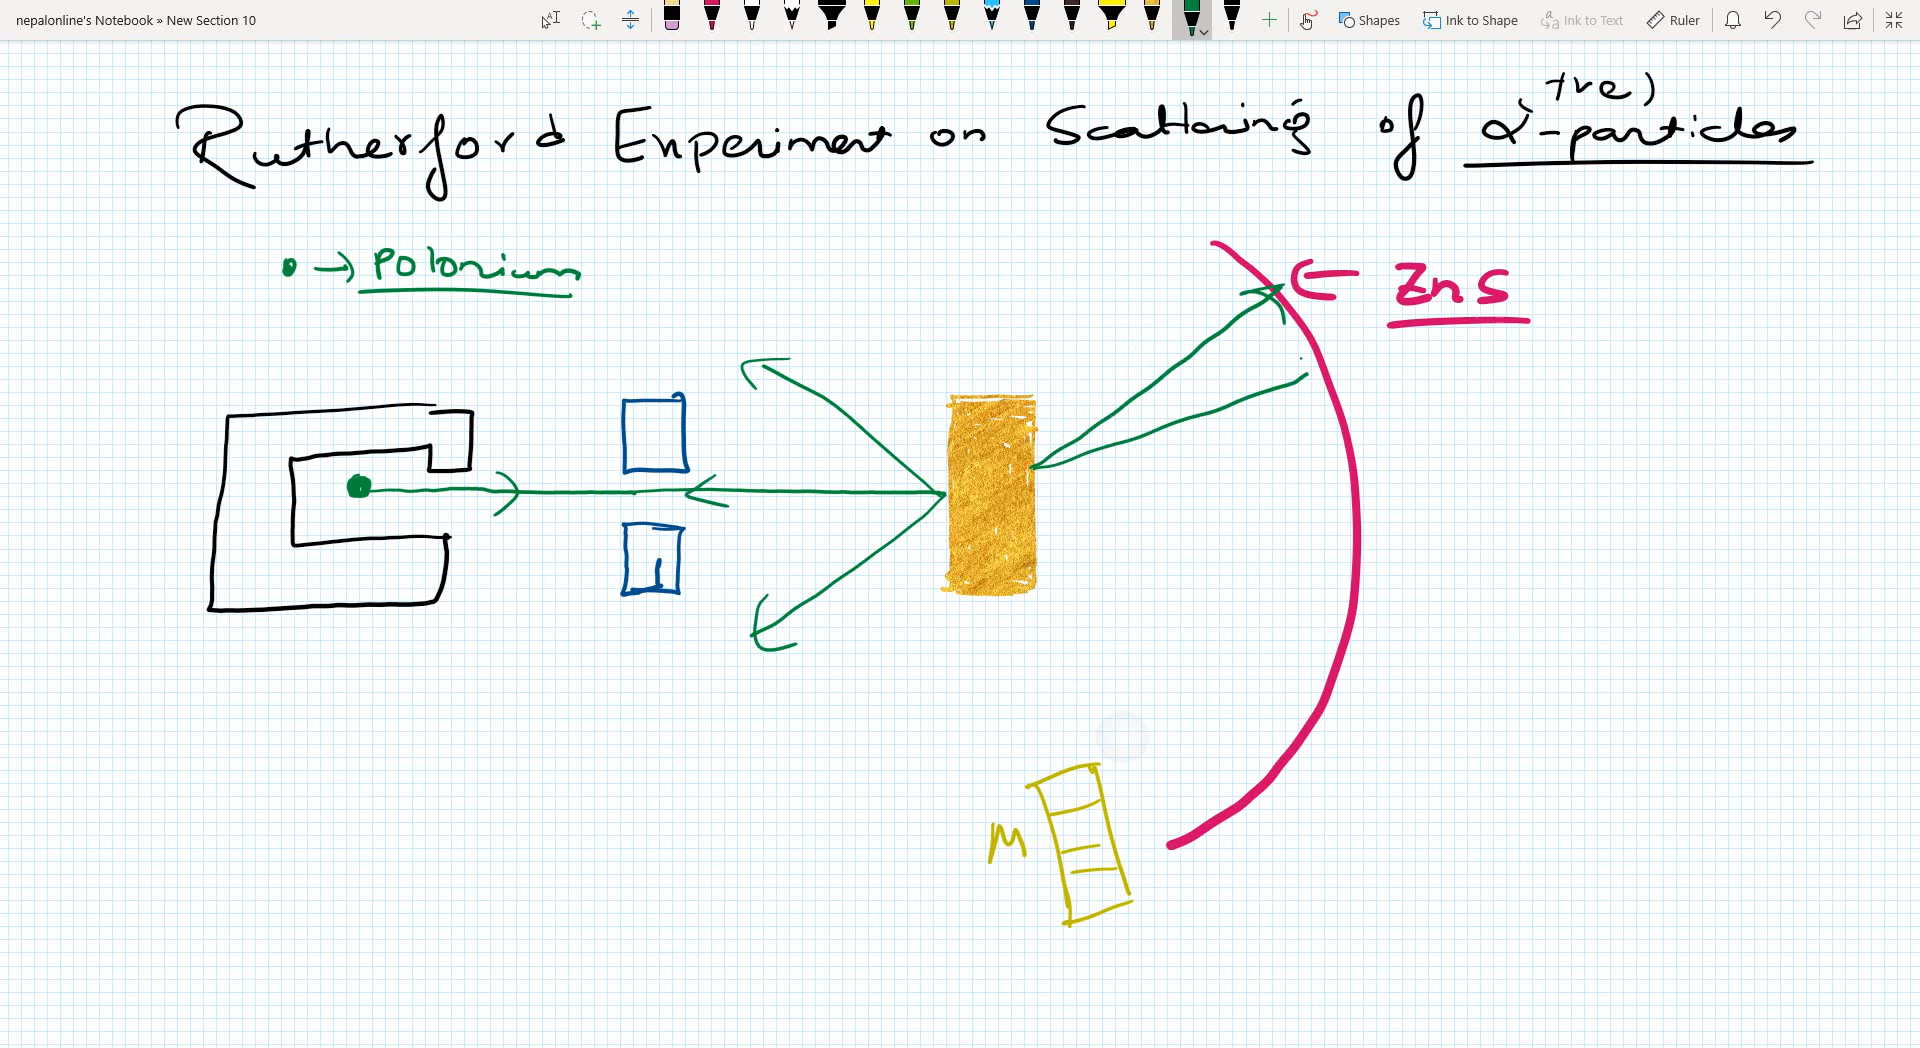 nepalonline's Notebook » New Section 10
Shapes Ink to Shape Ink to Text Ruler
+ve)
Rutherford Enperiment on Scattering of α-particles
→ Polonium
ZnS
M